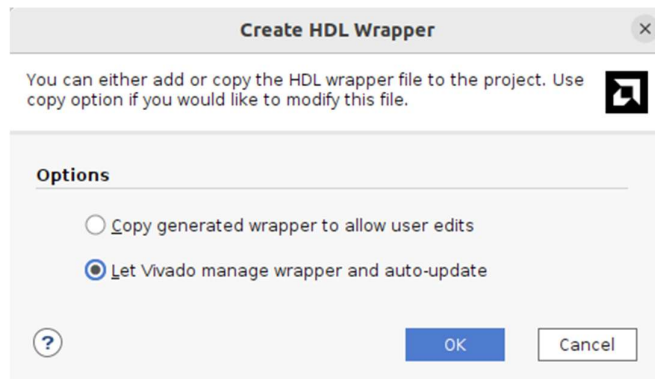 Create HDL Wrapper
You can either add or copy the HDL wrapper file to the project. Use
copy option if you would like to modify this file.
Options
Copy generated wrapper to allow user edits
Let Vivado manage wrapper and auto-update
?
OK
Cancel